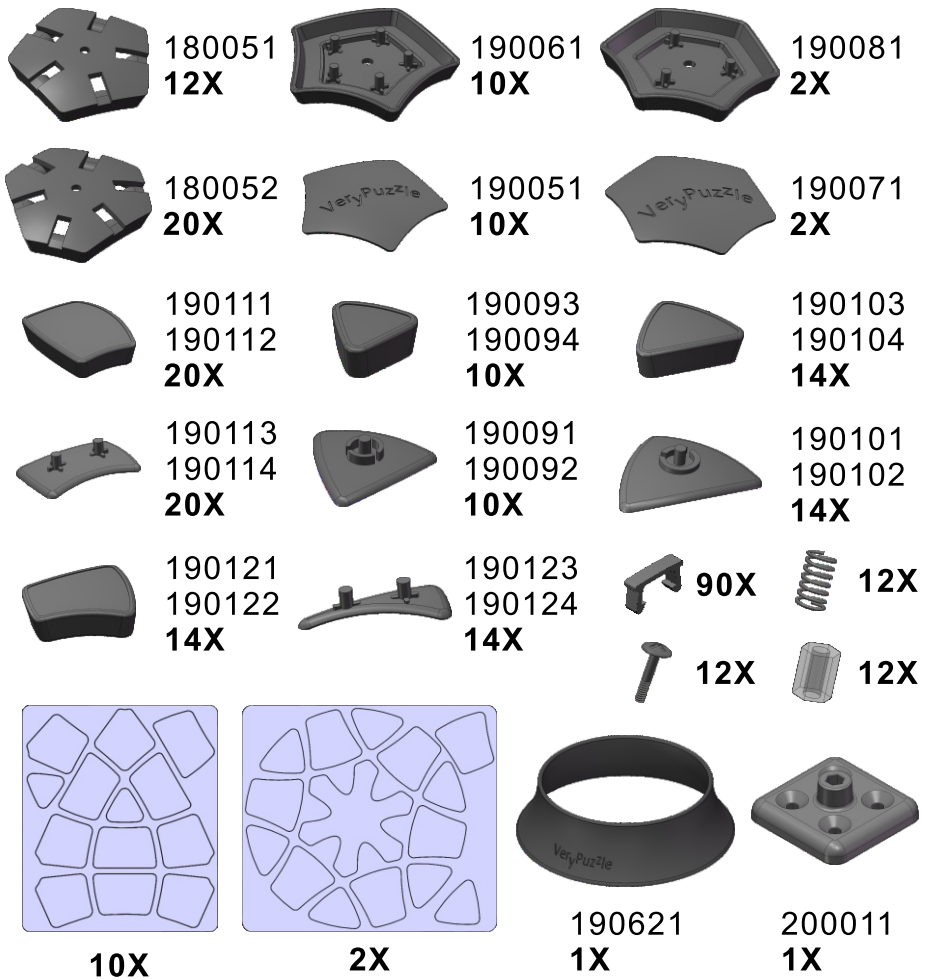 180051
12X
190061
10X
190081
2X
180052
20X
VeryPuzzle
190051
10X
VeryPuzzle
190071
2X
190111
190112
20X
190093
190094
10X
190103
190104
14X
190113
190114
20X
190091
190092
10X
190101
190102
14X
190121
190122
14X
190123
190124
14X
90X
12X
12X
12X
10X
2X
VeryPuzzle
190621
1X
200011
1X